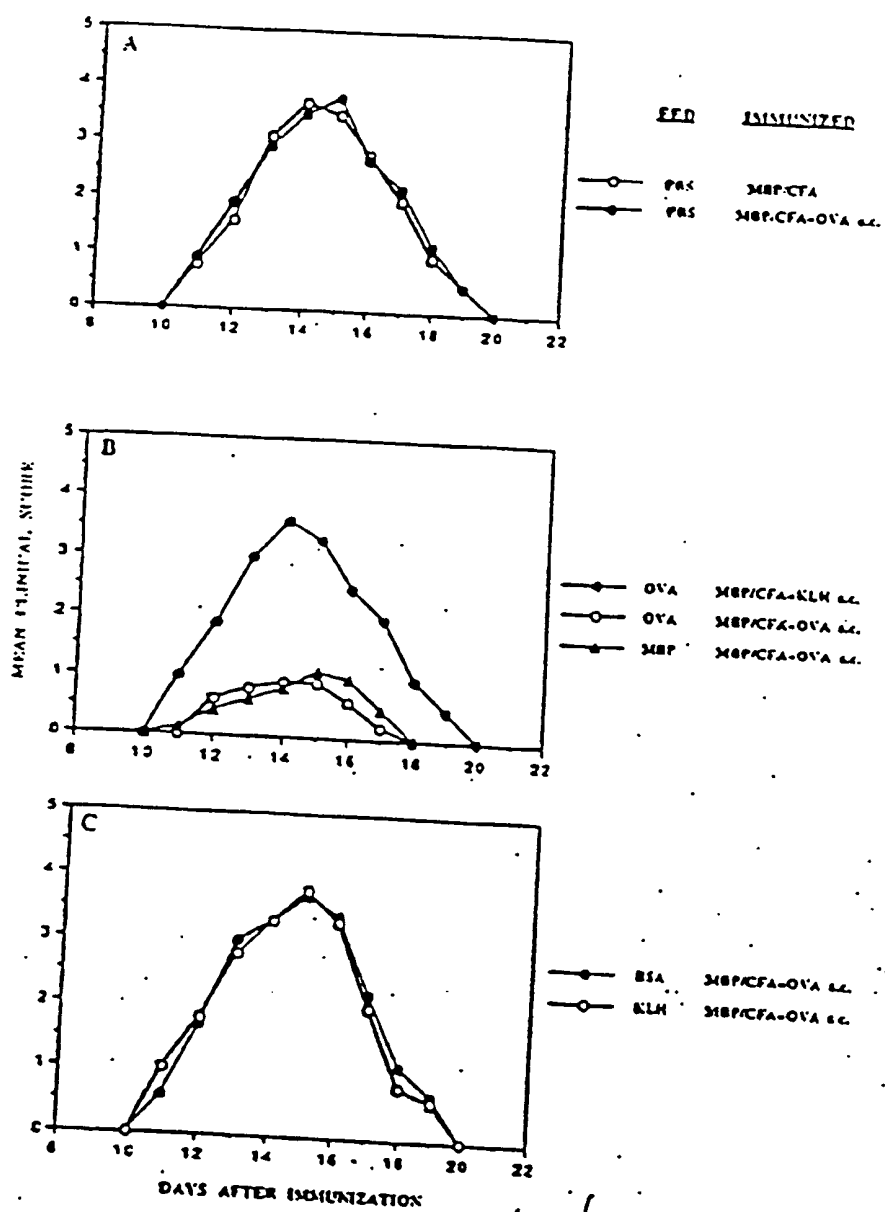 A
5
4
3
2
1
0
8 10 12 14 16 18 20 22
FED IMMUNIZED
PBS MBP/CFA
PBS MBP/CFA+OVA s.c.
MEAN CLINICAL SCORE
B
5
4
3
2
1
0
8 10 12 14 16 18 20 22
OVA MBP/CFA+KLH s.c.
OVA MBP/CFA+OVA s.c.
MBP MBP/CFA+OVA s.c.
C
5
4
3
2
1
0
8 10 12 14 16 18 20 22
BSA MBP/CFA+OVA s.c.
KLH MBP/CFA+OVA s.c.
DAYS AFTER IMMUNIZATION